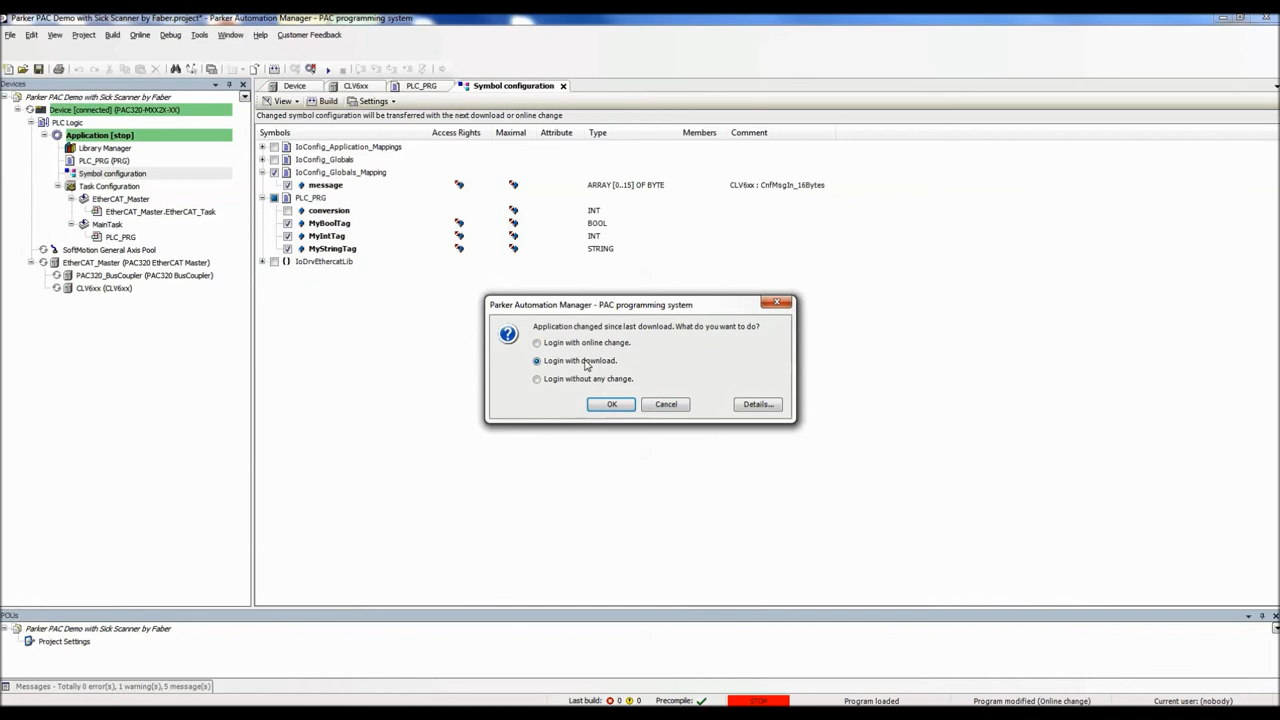 Parker PAC Demo with Sick Scanner by Faber.project* - Parker Automation Manager - PAC programming system
File Edit View Project Build Online Debug Tools Window Help Customer Feedback
Devices
Device CLV6xx PLC_PRG Symbol configuration
Parker PAC Demo with Sick Scanner by Faber
Device [connected] (PAC320-MXX2X-XX)
PLC Logic
Application [stop]
Library Manager
PLC_PRG (PRG)
Symbol configuration
Task Configuration
EtherCAT_Master
EtherCAT_Master.EtherCAT_Task
MainTask
PLC_PRG
SoftMotion General Axis Pool
EtherCAT_Master (PAC320 EtherCAT Master)
PAC320_BusCoupler (PAC320 BusCoupler)
CLV6xx (CLV6xx)
View Build Settings
Changed symbol configuration will be transferred with the next download or online change
Symbols Access Rights Maximal Attribute Type Members Comment
IoConfig_Application_Mappings
IoConfig_Globals
IoConfig_Globals_Mapping
message ARRAY [0..15] OF BYTE CLV6xx : CnfMsgIn_16Bytes
PLC_PRG
conversion INT
MyBoolTag BOOL
MyIntTag INT
MyStringTag STRING
IoDrvEthercatLib
Parker Automation Manager - PAC programming system
Application changed since last download. What do you want to do?
Login with online change.
Login with download.
Login without any change.
OK Cancel Details...
POUs
Parker PAC Demo with Sick Scanner by Faber
Project Settings
Messages - Totally 0 error(s), 1 warning(s), 5 message(s)
Last build: 0 0 Precompile: STOP Program loaded Program modified (Online change) Current user: (nobody)